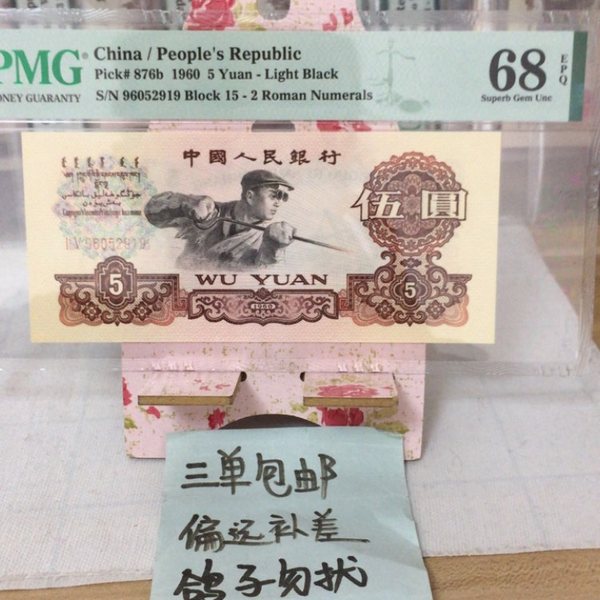 PMG
MONEY GUARANTY
China / People's Republic
Pick# 876b 1960 5 Yuan - Light Black
S/N 96052919 Block 15 - 2 Roman Numerals
68
EPQ
Superb Gem Unc
中國人民銀行
96052919
伍圓
5
WU YUAN
5
1960
三单包邮
偏远补差
鸽子勿扰